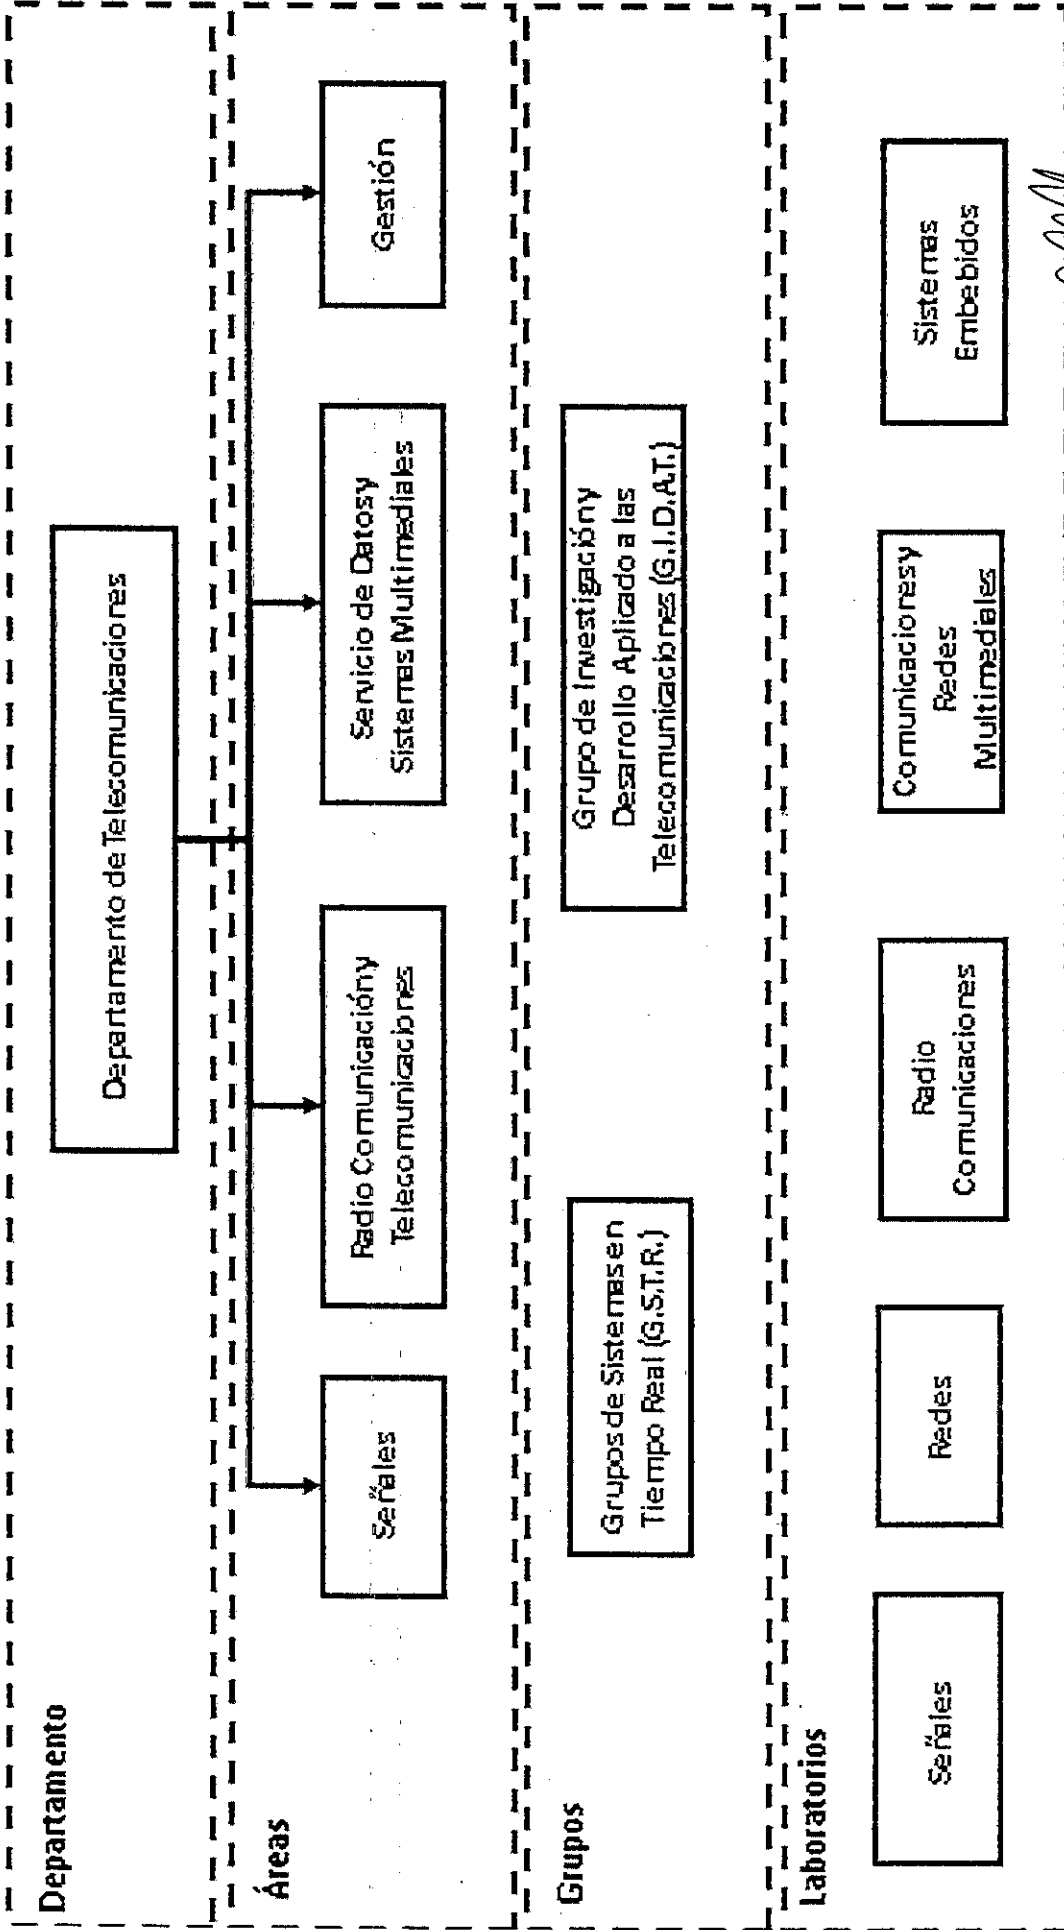 Departamento
Departamento de Telecomunicaciones
Áreas
Señales
Radio Comunicación y
Telecomunicaciones
Servicio de Datos y
Sistemas Multimediales
Gestión
Grupos
Grupos de Sistemas en
Tiempo Real (G.S.T.R.)
Grupo de Investigación y
Desarrollo Aplicado a las
Telecomunicaciones (G.I.D.A.T.)
Laboratorios
Señales
Redes
Radio
Comunicaciones
Comunicaciones y
Redes
Multimediales
Sistemas
Embebidos